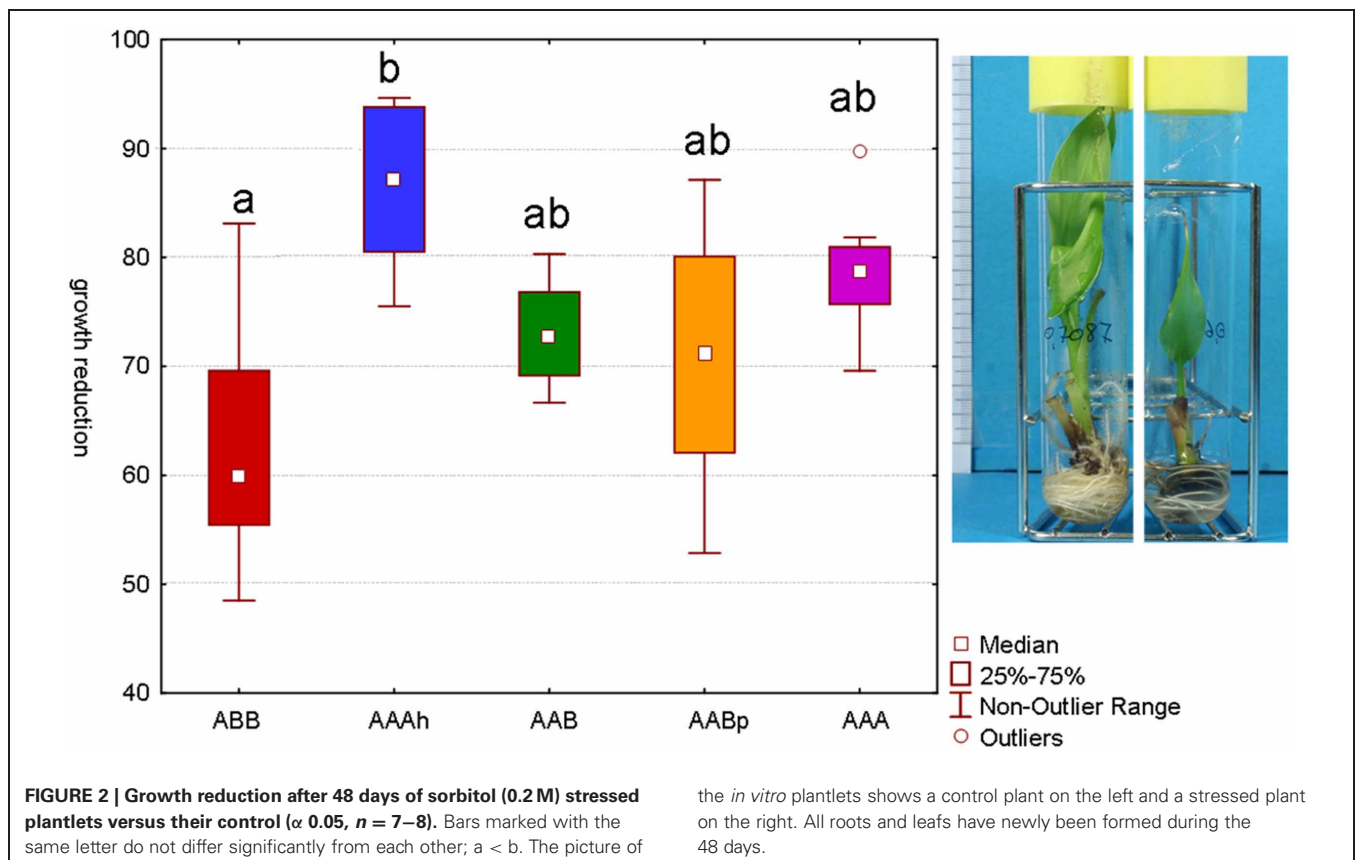 growth reduction
100
90
80
70
60
50
40
a
b
ab
ab
ab
ABB
AAAh
AAB
AABp
AAA
07087
Median
25%-75%
Non-Outlier Range
Outliers
FIGURE 2 | Growth reduction after 48 days of sorbitol (0.2 M) stressed
plantlets versus their control (α 0.05, n = 7–8). Bars marked with the
same letter do not differ significantly from each other; a < b. The picture of
the in vitro plantlets shows a control plant on the left and a stressed plant
on the right. All roots and leafs have newly been formed during the
48 days.